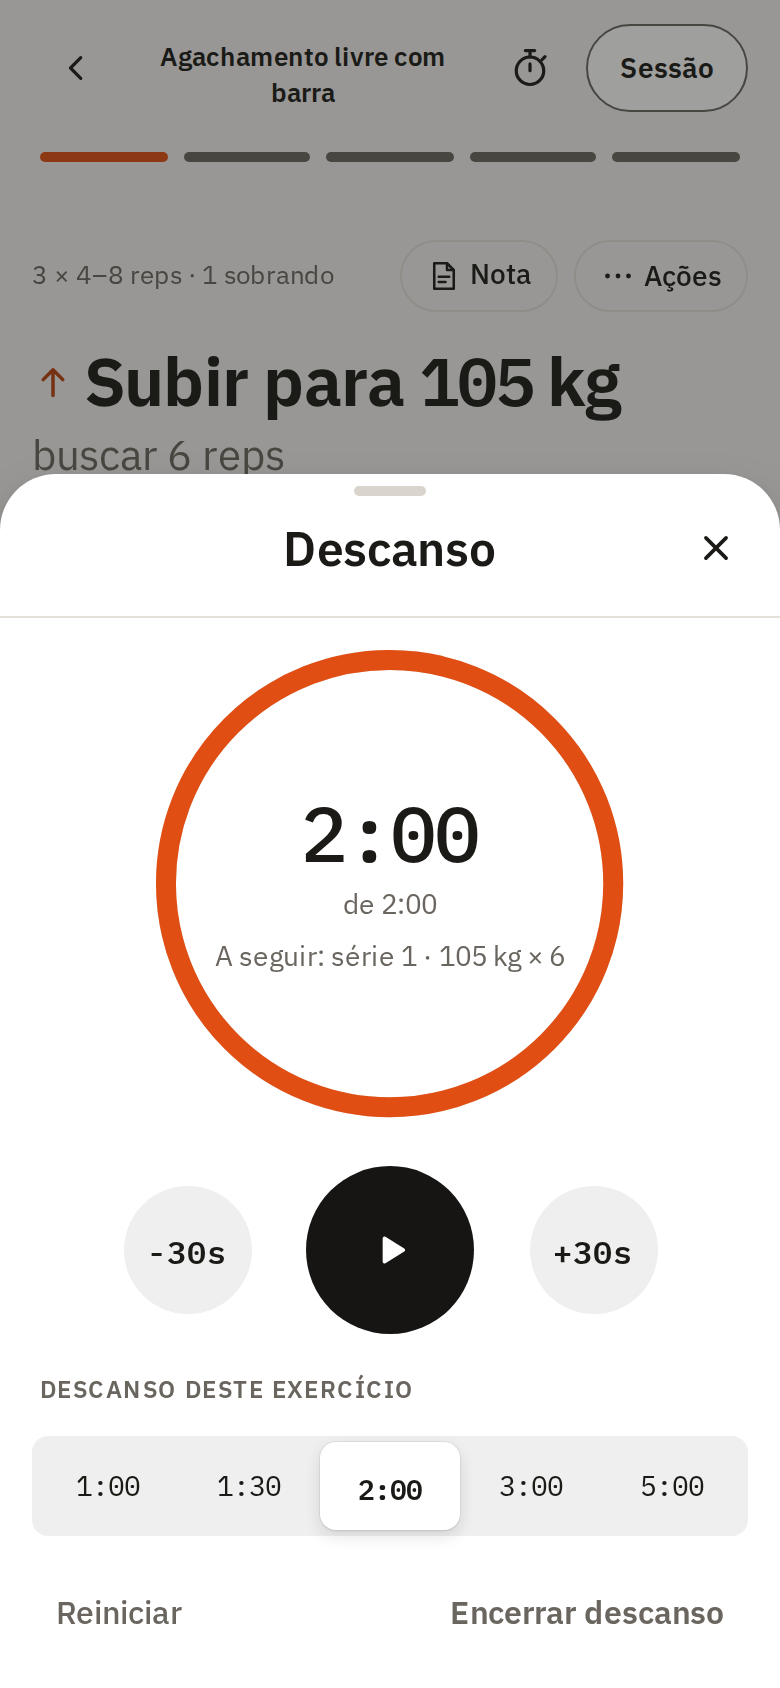 Agachamento livre com
barra
Sessão
3 × 4–8 reps · 1 sobrando
Nota
Ações
↑ Subir para 105 kg
buscar 6 reps
Descanso
2:00
de 2:00
A seguir: série 1 · 105 kg × 6
-30s
+30s
DESCANSO DESTE EXERCÍCIO
1:00 1:30 2:00 3:00 5:00
Reiniciar
Encerrar descanso